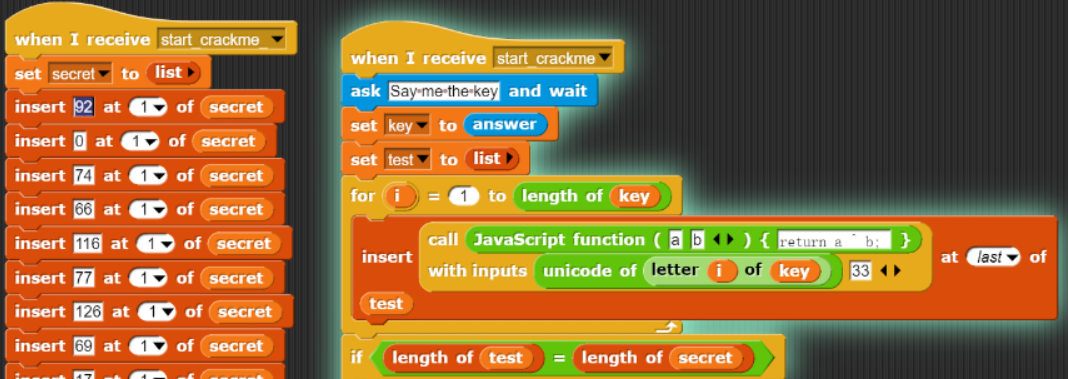 when I receive start_crackme_
set secret to list
insert 92 at 1 of secret
insert 0 at 1 of secret
insert 74 at 1 of secret
insert 66 at 1 of secret
insert 116 at 1 of secret
insert 77 at 1 of secret
insert 126 at 1 of secret
insert 69 at 1 of secret
insert 17 at 1 of secret
when I receive start_crackme
ask Say me the key and wait
set key to answer
set test to list
for i = 1 to length of key
call JavaScript function ( a b ) { return a ^ b; }
insert
with inputs unicode of letter i of key 33
at last of
test
if length of test = length of secret